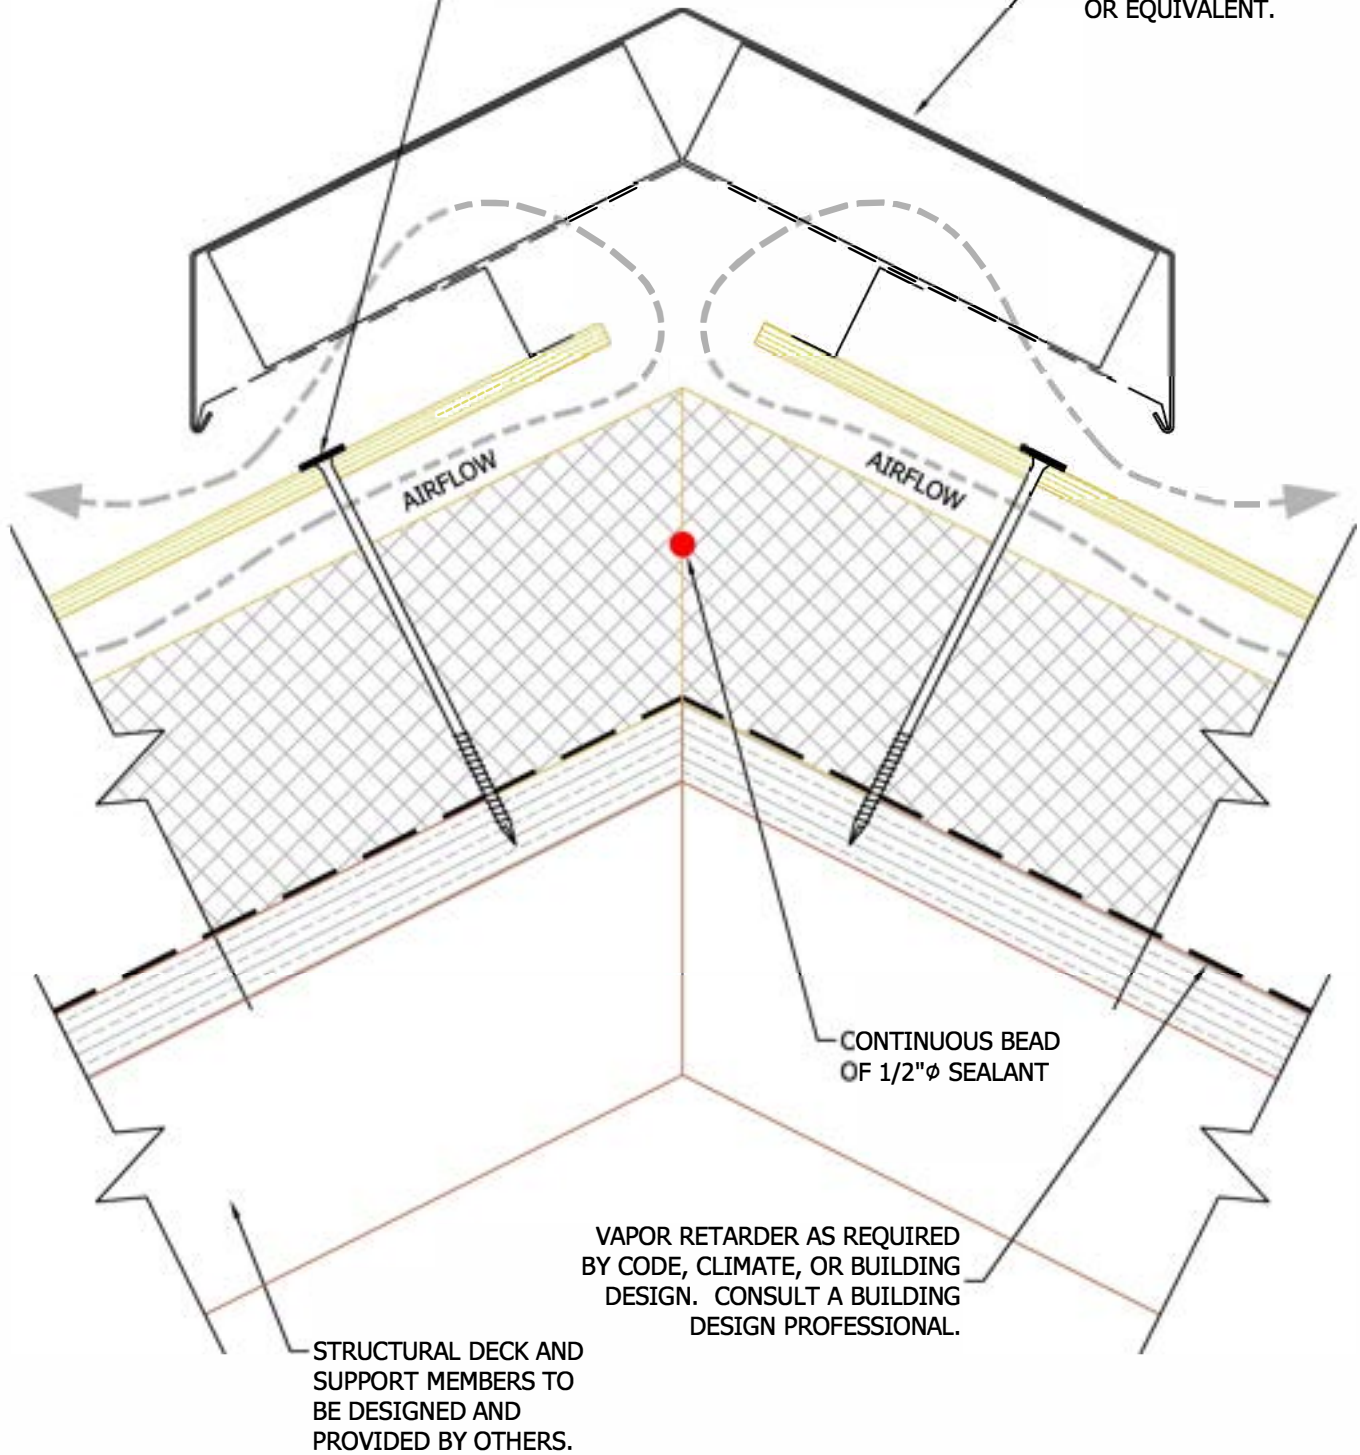 OR EQUIVALENT.
AIRFLOW
AIRFLOW
CONTINUOUS BEAD
OF 1/2"⌀ SEALANT
VAPOR RETARDER AS REQUIRED
BY CODE, CLIMATE, OR BUILDING
DESIGN. CONSULT A BUILDING
DESIGN PROFESSIONAL.
STRUCTURAL DECK AND
SUPPORT MEMBERS TO
BE DESIGNED AND
PROVIDED BY OTHERS.